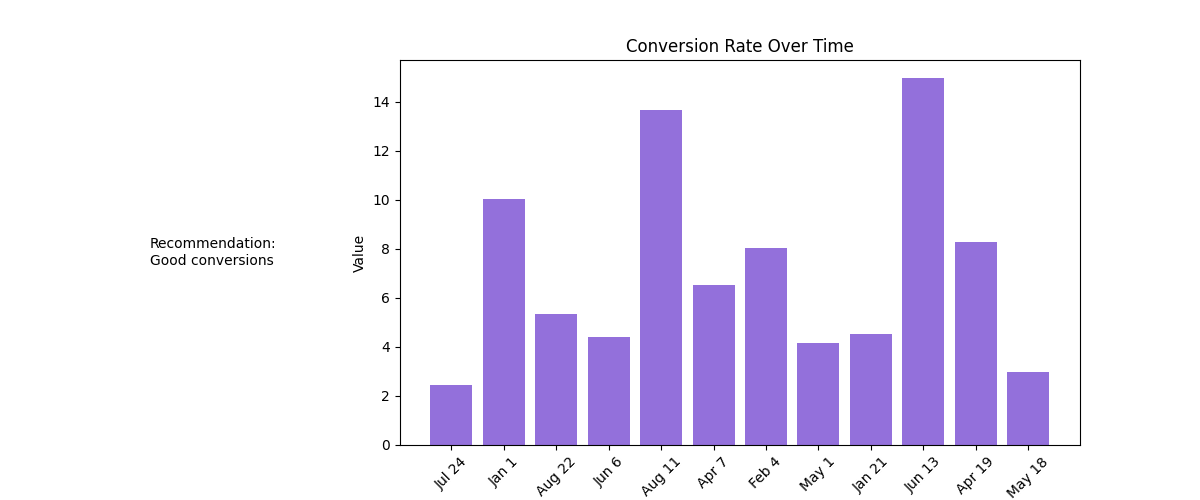 Conversion Rate Over Time
Recommendation:
Good conversions
Value
14
12
10
8
6
4
2
0
Jul 24
Jan 1
Aug 22
Jun 6
Aug 11
Apr 7
Feb 4
May 1
Jan 21
Jun 13
Apr 19
May 18